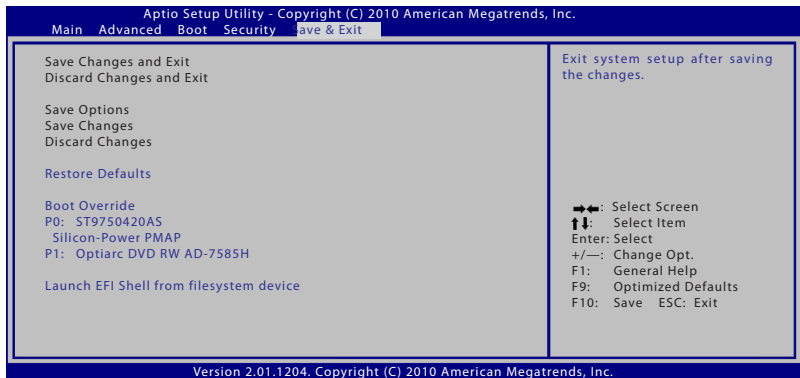 Aptio Setup Utility - Copyright (C) 2010 American Megatrends, Inc.
Main Advanced Boot Security Save & Exit
Save Changes and Exit
Discard Changes and Exit
Save Options
Save Changes
Discard Changes
Restore Defaults
Boot Override
P0: ST9750420AS
Silicon-Power PMAP
P1: Optiarc DVD RW AD-7585H
Launch EFI Shell from filesystem device
Exit system setup after saving
the changes.
→←: Select Screen
↑↓: Select Item
Enter: Select
+/—: Change Opt.
F1: General Help
F9: Optimized Defaults
F10: Save ESC: Exit
Version 2.01.1204. Copyright (C) 2010 American Megatrends, Inc.